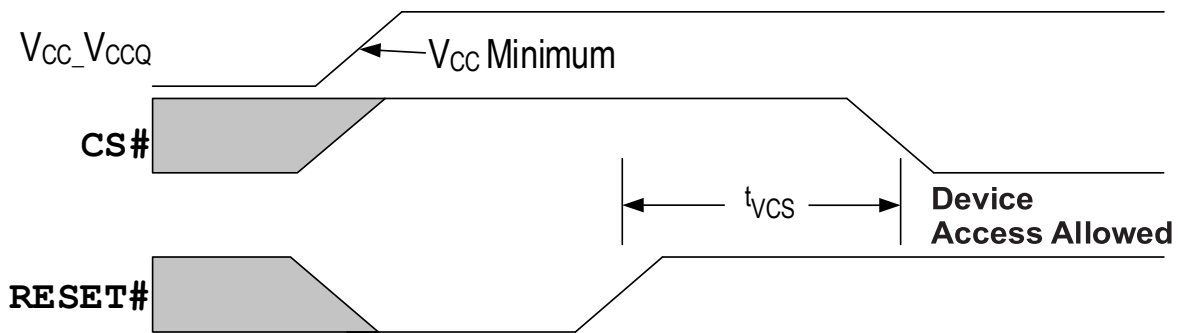 VCC_VCCQ
VCC Minimum
CS#
tVCS
Device
Access Allowed
RESET#